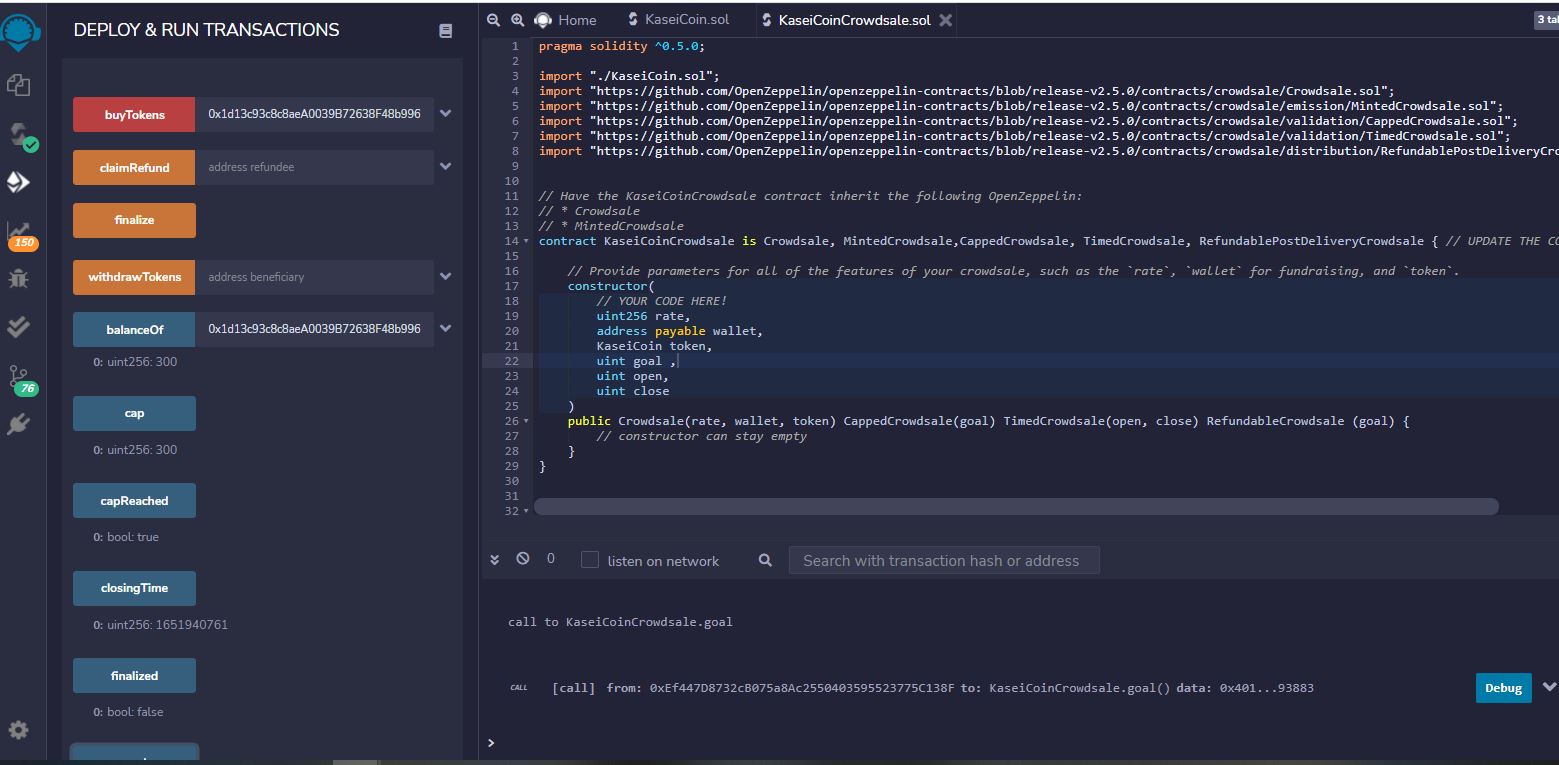 DEPLOY & RUN TRANSACTIONS
buyTokens 0x1d13c93c8c8aeA0039B72638F48b996
claimRefund address refundee
finalize
withdrawTokens address beneficiary
balanceOf 0x1d13c93c8c8aeA0039B72638F48b996
0: uint256: 300
cap
0: uint256: 300
capReached
0: bool: true
closingTime
0: uint256: 1651940761
finalized
0: bool: false
150
76
Home KaseiCoin.sol KaseiCoinCrowdsale.sol
3 tal
1 pragma solidity ^0.5.0;
2
3 import "./KaseiCoin.sol";
4 import "https://github.com/OpenZeppelin/openzeppelin-contracts/blob/release-v2.5.0/contracts/crowdsale/Crowdsale.sol";
5 import "https://github.com/OpenZeppelin/openzeppelin-contracts/blob/release-v2.5.0/contracts/crowdsale/emission/MintedCrowdsale.sol";
6 import "https://github.com/OpenZeppelin/openzeppelin-contracts/blob/release-v2.5.0/contracts/crowdsale/validation/CappedCrowdsale.sol";
7 import "https://github.com/OpenZeppelin/openzeppelin-contracts/blob/release-v2.5.0/contracts/crowdsale/validation/TimedCrowdsale.sol";
8 import "https://github.com/OpenZeppelin/openzeppelin-contracts/blob/release-v2.5.0/contracts/crowdsale/distribution/RefundablePostDeliveryCro
9
10
11 // Have the KaseiCoinCrowdsale contract inherit the following OpenZeppelin:
12 // * Crowdsale
13 // * MintedCrowdsale
14 contract KaseiCoinCrowdsale is Crowdsale, MintedCrowdsale,CappedCrowdsale, TimedCrowdsale, RefundablePostDeliveryCrowdsale { // UPDATE THE CO
15
16 // Provide parameters for all of the features of your crowdsale, such as the `rate`, `wallet` for fundraising, and `token`.
17 constructor(
18 // YOUR CODE HERE!
19 uint256 rate,
20 address payable wallet,
21 KaseiCoin token,
22 uint goal ,
23 uint open,
24 uint close
25 )
26 public Crowdsale(rate, wallet, token) CappedCrowdsale(goal) TimedCrowdsale(open, close) RefundableCrowdsale (goal) {
27 // constructor can stay empty
28 }
29 }
30
31
32
0 listen on network Search with transaction hash or address
call to KaseiCoinCrowdsale.goal
CALL [call] from: 0xEf447D8732cB075a8Ac2550403595523775C138F to: KaseiCoinCrowdsale.goal() data: 0x401...93883 Debug
>